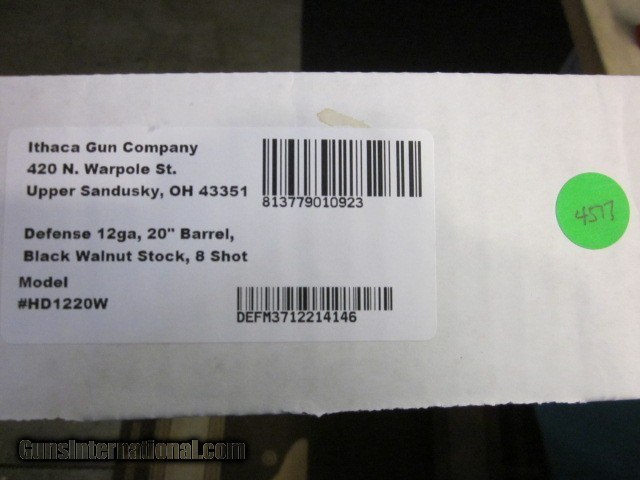 Ithaca Gun Company
420 N. Warpole St.
Upper Sandusky, OH 43351
813779010923
Defense 12ga, 20" Barrel,
Black Walnut Stock, 8 Shot
Model
#HD1220W
DEFM3712214146
4577
GunsInternational.com